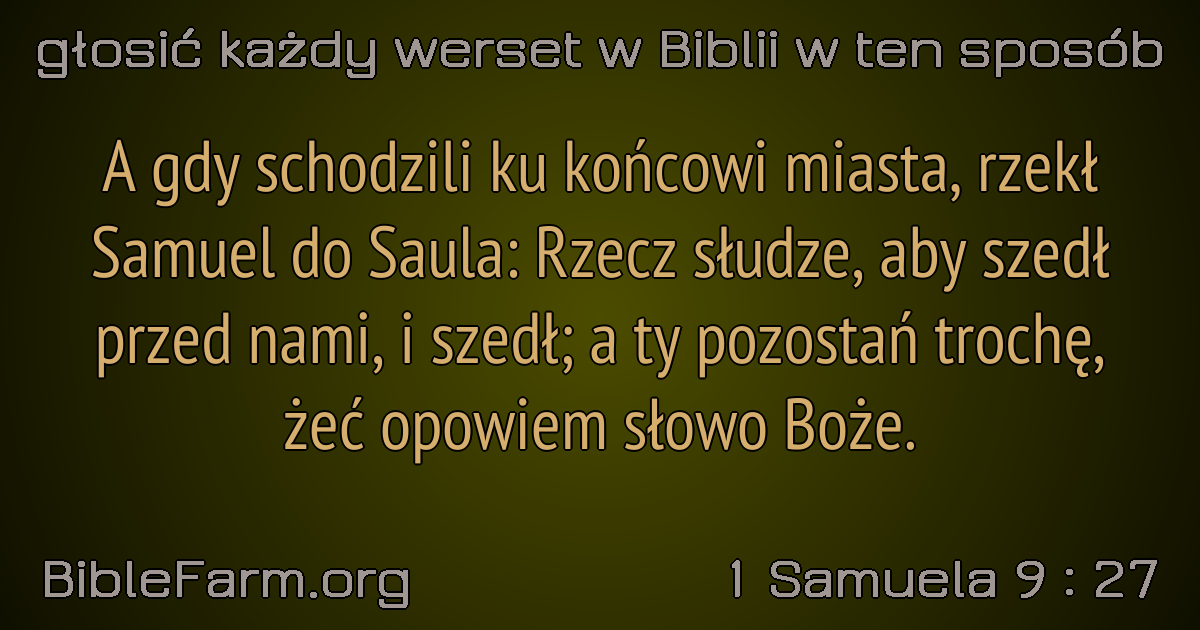 głosić każdy werset w Biblii w ten sposób
A gdy schodzili ku końcowi miasta, rzekł
Samuel do Saula: Rzecz słudze, aby szedł
przed nami, i szedł; a ty pozostań trochę,
żeć opowiem słowo Boże.
BibleFarm.org
1 Samuela 9 : 27